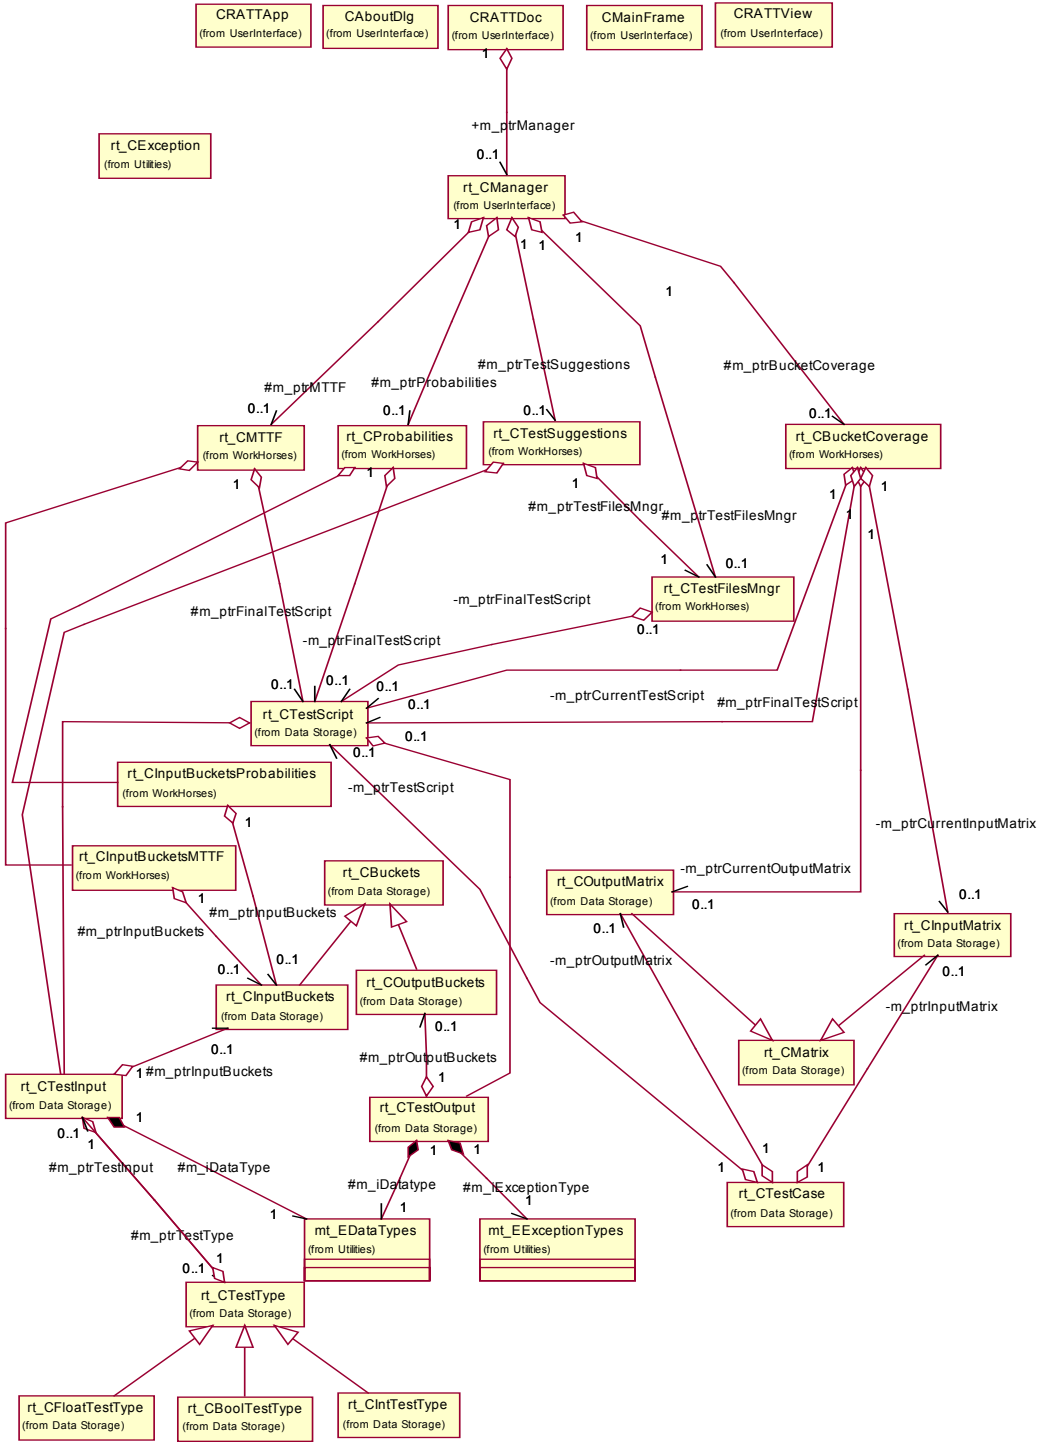 CRATTApp
(from UserInterface)
CAboutDlg
(from UserInterface)
CRATTDoc
(from UserInterface)
CMainFrame
(from UserInterface)
CRATTView
(from UserInterface)
1
+m_ptrManager
0..1
rt_CException
(from Utilities)
rt_CManager
(from UserInterface)
1
1
1
1
1
#m_ptrTestSuggestions
#m_ptrBucketCoverage
#m_ptrProbabilities
#m_ptrMTTF
0..1
0..1
0..1
0..1
rt_CMTTF
(from WorkHorses)
rt_CProbabilities
(from WorkHorses)
rt_CTestSuggestions
(from WorkHorses)
rt_CBucketCoverage
(from WorkHorses)
1
1
1
1
1
1
#m_ptrTestFilesMngr
#m_ptrTestFilesMngr
1
0..1
rt_CTestFilesMngr
(from WorkHorses)
-m_ptrFinalTestScript
0..1
#m_ptrFinalTestScript
-m_ptrFinalTestScript
0..1
0..1
0..1
0..1
-m_ptrCurrentTestScript
#m_ptrFinalTestScript
rt_CTestScript
(from Data Storage)
0..1
0..1
-m_ptrTestScript
rt_CInputBucketsProbabilities
(from WorkHorses)
1
-m_ptrCurrentInputMatrix
rt_CInputBucketsMTTF
(from WorkHorses)
1
rt_CBuckets
(from Data Storage)
-m_ptrCurrentOutputMatrix
rt_COutputMatrix
(from Data Storage)
0..1
0..1
0..1
#m_ptrInputBuckets
#m_ptrInputBuckets
rt_CInputMatrix
(from Data Storage)
0..1
0..1
0..1
-m_ptrOutputMatrix
-m_ptrInputMatrix
rt_CInputBuckets
(from Data Storage)
rt_COutputBuckets
(from Data Storage)
0..1
0..1
#m_ptrOutputBuckets
1
#m_ptrInputBuckets
1
rt_CMatrix
(from Data Storage)
rt_CTestInput
(from Data Storage)
rt_CTestOutput
(from Data Storage)
0..1
1
1
1
1
#m_ptrTestInput
#m_iDataType
#m_iDatatype
#m_iExceptionType
1
1
1
rt_CTestCase
(from Data Storage)
1
1
1
#m_ptrTestType
1
0..1
mt_EDataTypes
(from Utilities)
mt_EExceptionTypes
(from Utilities)
rt_CTestType
(from Data Storage)
rt_CFloatTestType
(from Data Storage)
rt_CBoolTestType
(from Data Storage)
rt_CIntTestType
(from Data Storage)